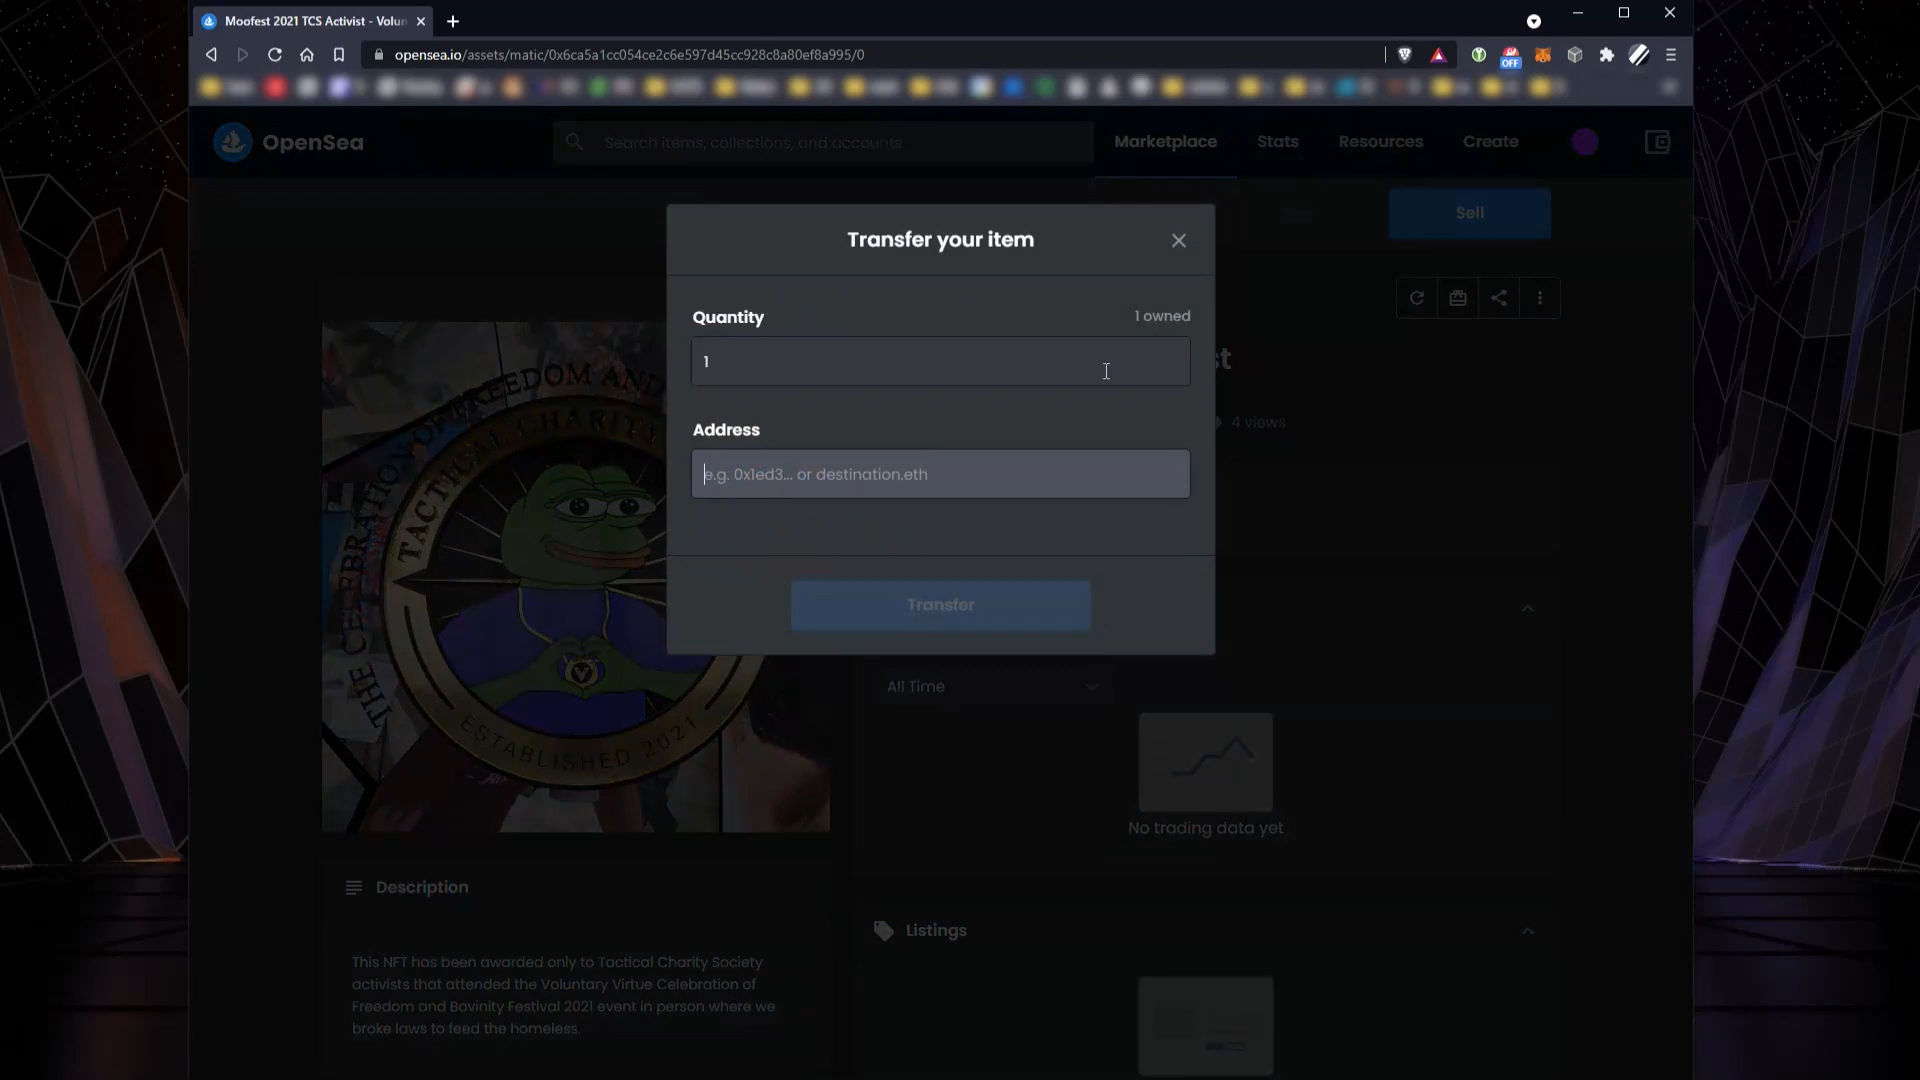 Moofest 2021 TCS Activist - Volun
opensea.io/assets/matic/0x6ca5a1cc054ce2c6e597d45cc928c8a80ef8a995/0
OFF
OpenSea
Search items, collections, and accounts
Marketplace
Stats
Resources
Create
Sell
Transfer your item
Quantity
1 owned
1
Address
e.g. 0x1ed3... or destination.eth
Transfer
st
4 views
THE CELEBRATION OF FREEDOM AND
TACTICAL CHARITY
ESTABLISHED 2021
All Time
No trading data yet
Description
This NFT has been awarded only to Tactical Charity Society
activists that attended the Voluntary Virtue Celebration of
Freedom and Bovinity Festival 2021 event in person where we
broke laws to feed the homeless.
Listings